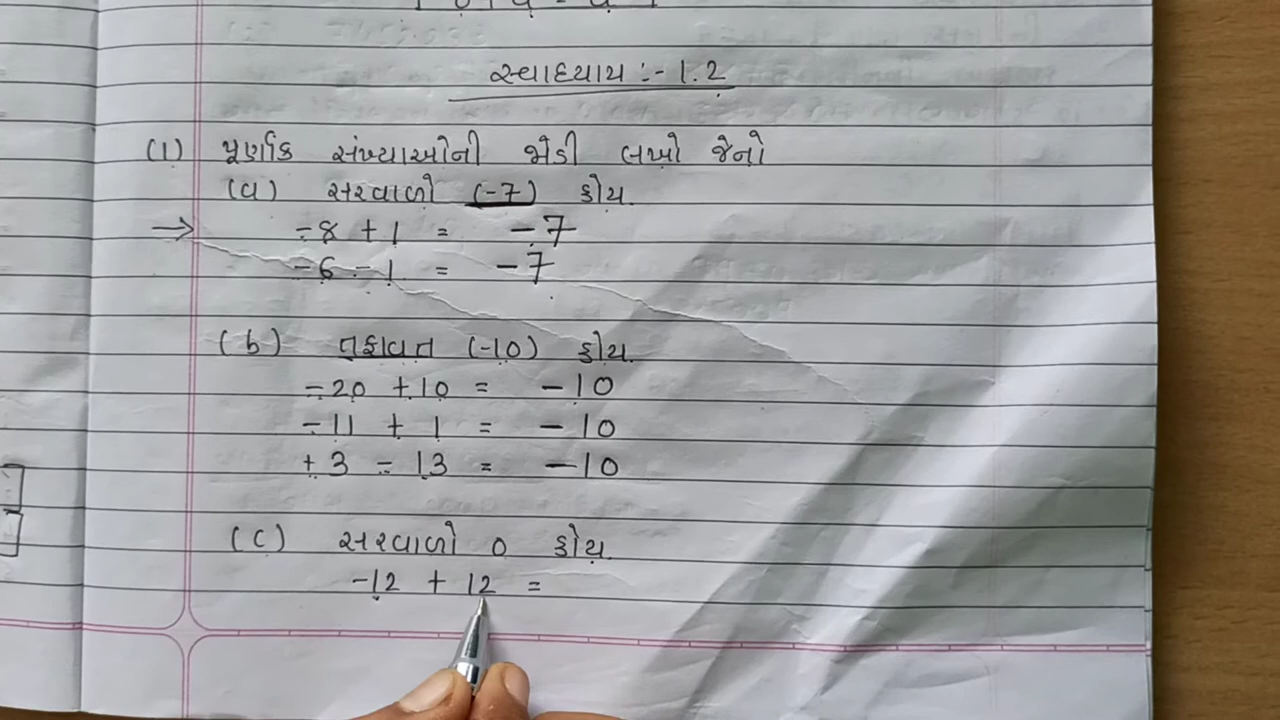 સ્વાધ્યાય :- 1.2
(1) પૂર્ણાંક સંખ્યાઓની જોડી લખો જેનો
(a) સરવાળો (-7) હોય
→ -8 + 1 = -7
-6 - 1 = -7
(b) તફાવત (-10) હોય
-20 + 10 = -10
-11 + 1 = -10
+3 - 13 = -10
(c) સરવાળો 0 હોય
-12 + 12 =